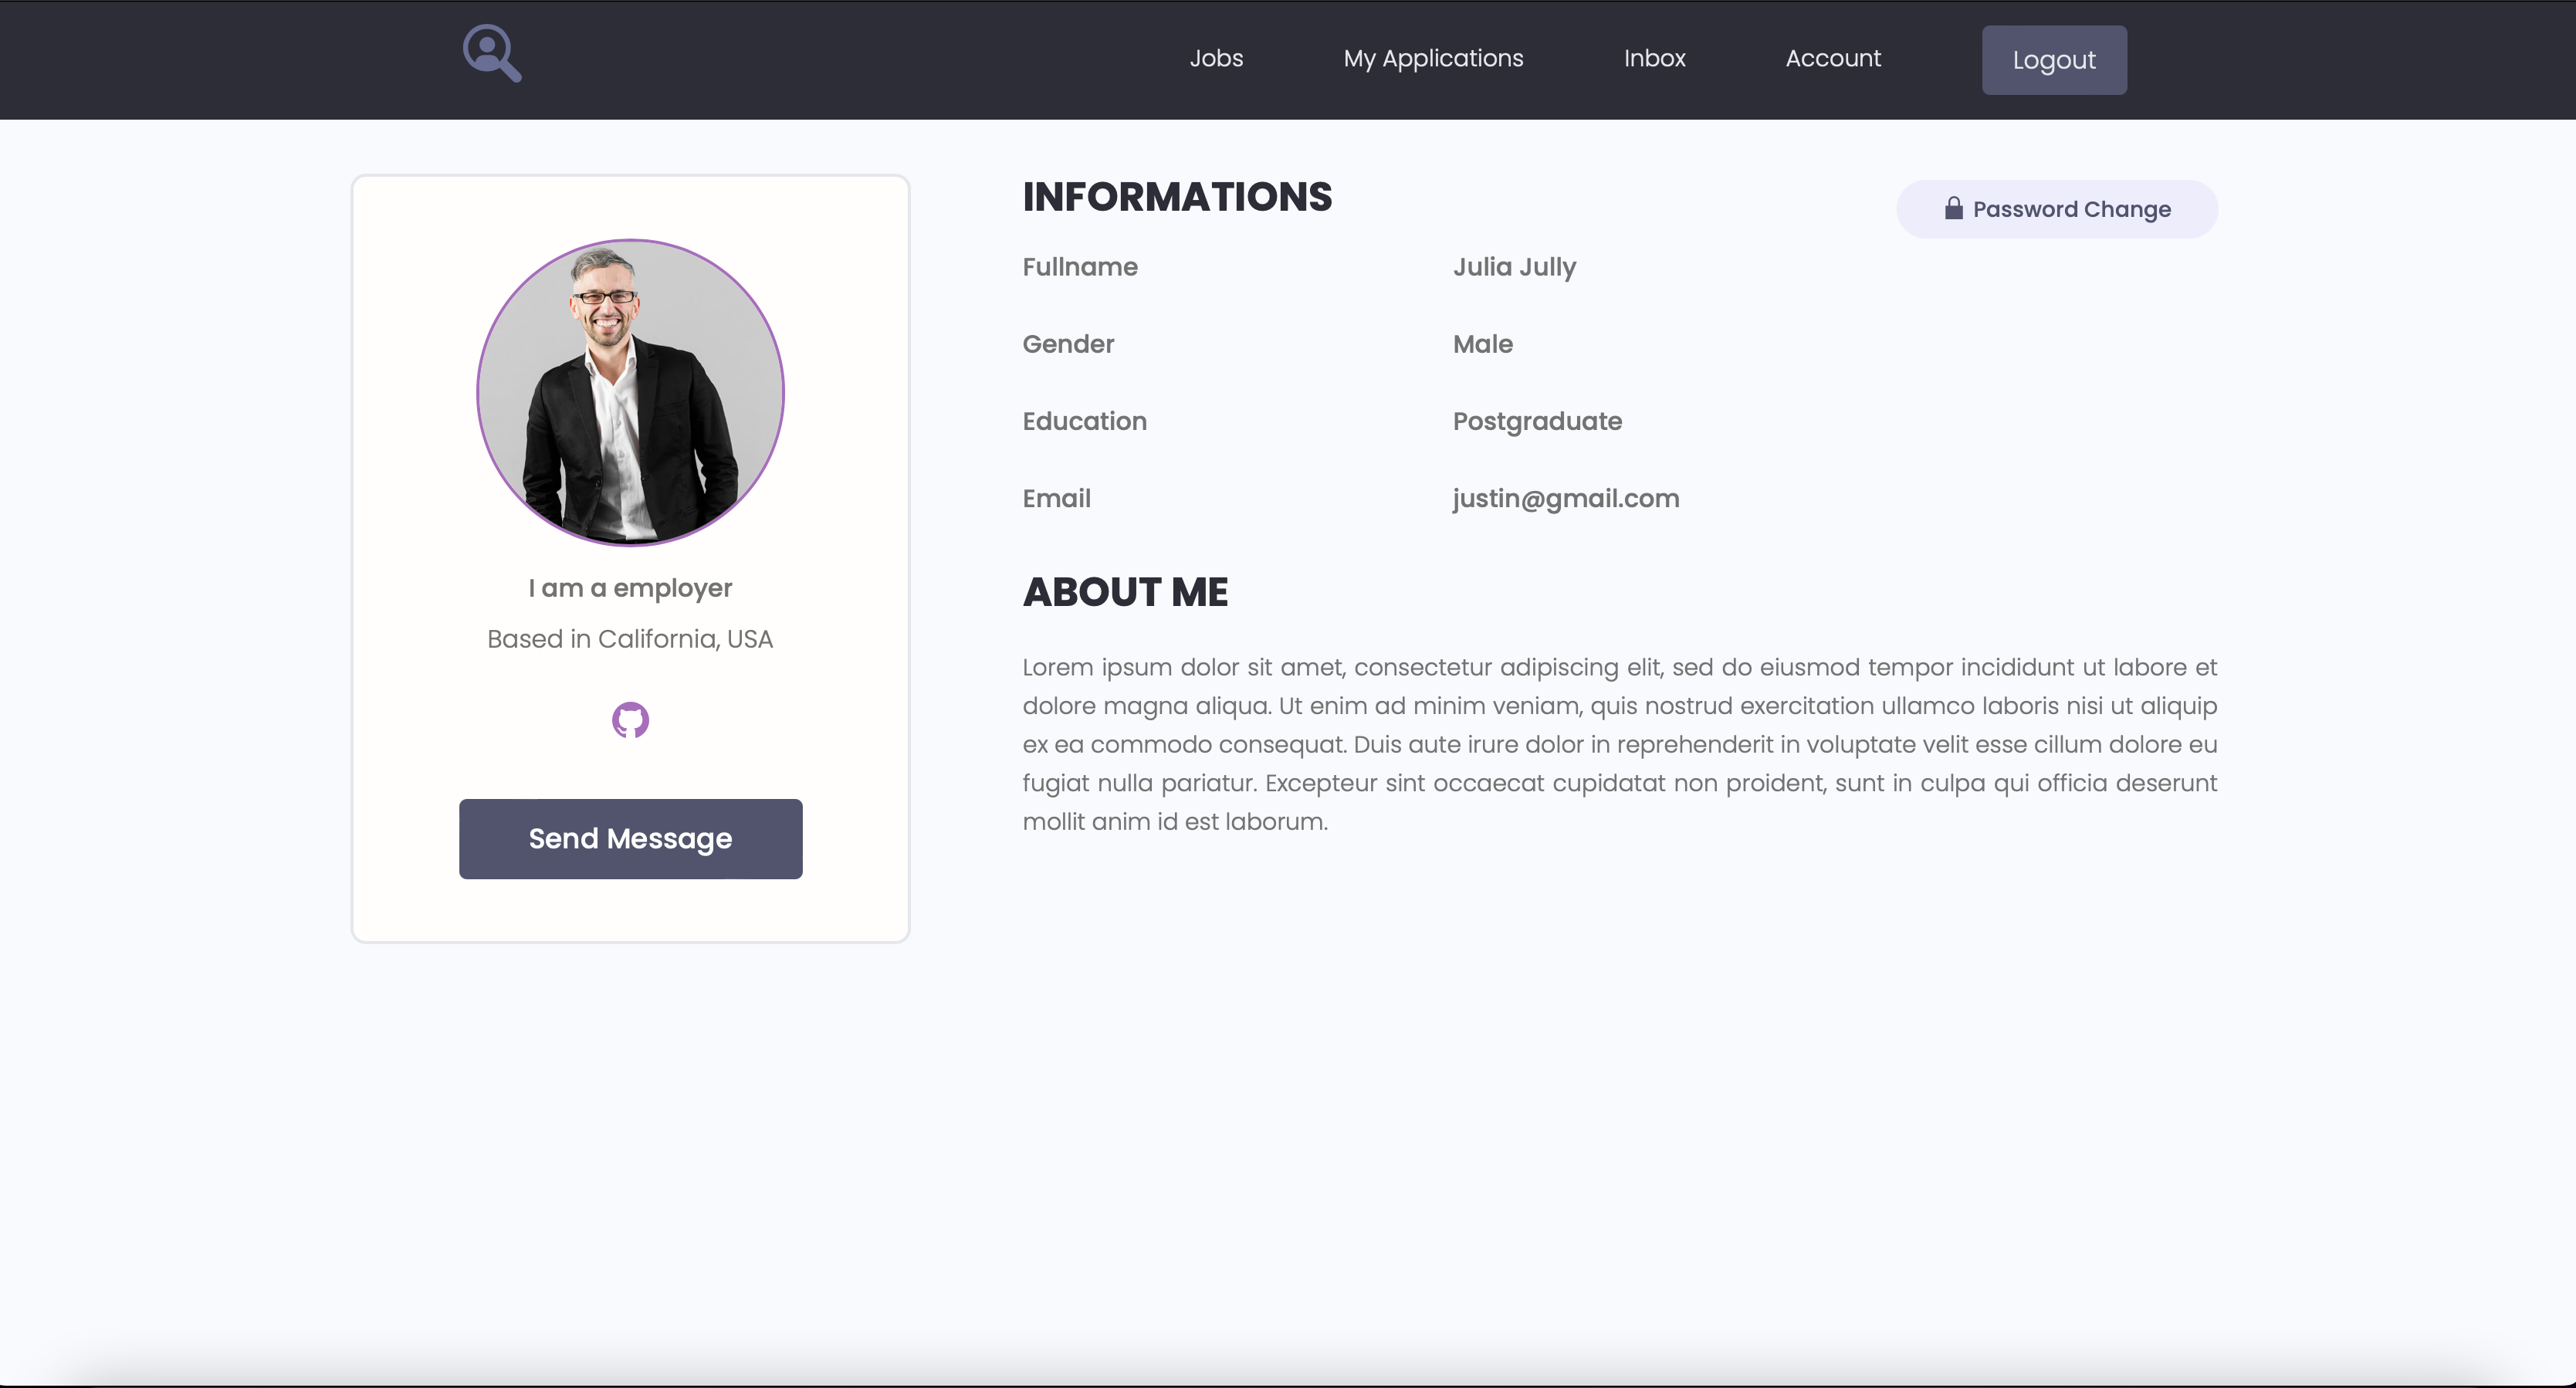 Jobs
My Applications
Inbox
Account
Logout
I am a employer
Based in California, USA
Send Message
INFORMATIONS
Password Change
Fullname
Julia Jully
Gender
Male
Education
Postgraduate
Email
justin@gmail.com
ABOUT ME
Lorem ipsum dolor sit amet, consectetur adipiscing elit, sed do eiusmod tempor incididunt ut labore et
dolore magna aliqua. Ut enim ad minim veniam, quis nostrud exercitation ullamco laboris nisi ut aliquip
ex ea commodo consequat. Duis aute irure dolor in reprehenderit in voluptate velit esse cillum dolore eu
fugiat nulla pariatur. Excepteur sint occaecat cupidatat non proident, sunt in culpa qui officia deserunt
mollit anim id est laborum.